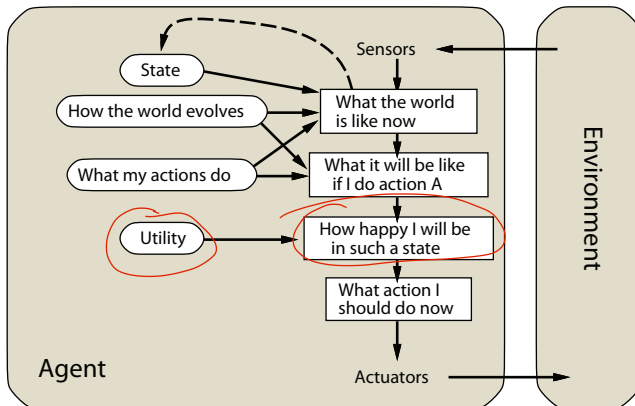 Sensors
State
How the world evolves
What the world
is like now
What my actions do
What it will be like
if I do action A
Utility
How happy I will be
in such a state
What action I
should do now
Agent
Actuators
Environment